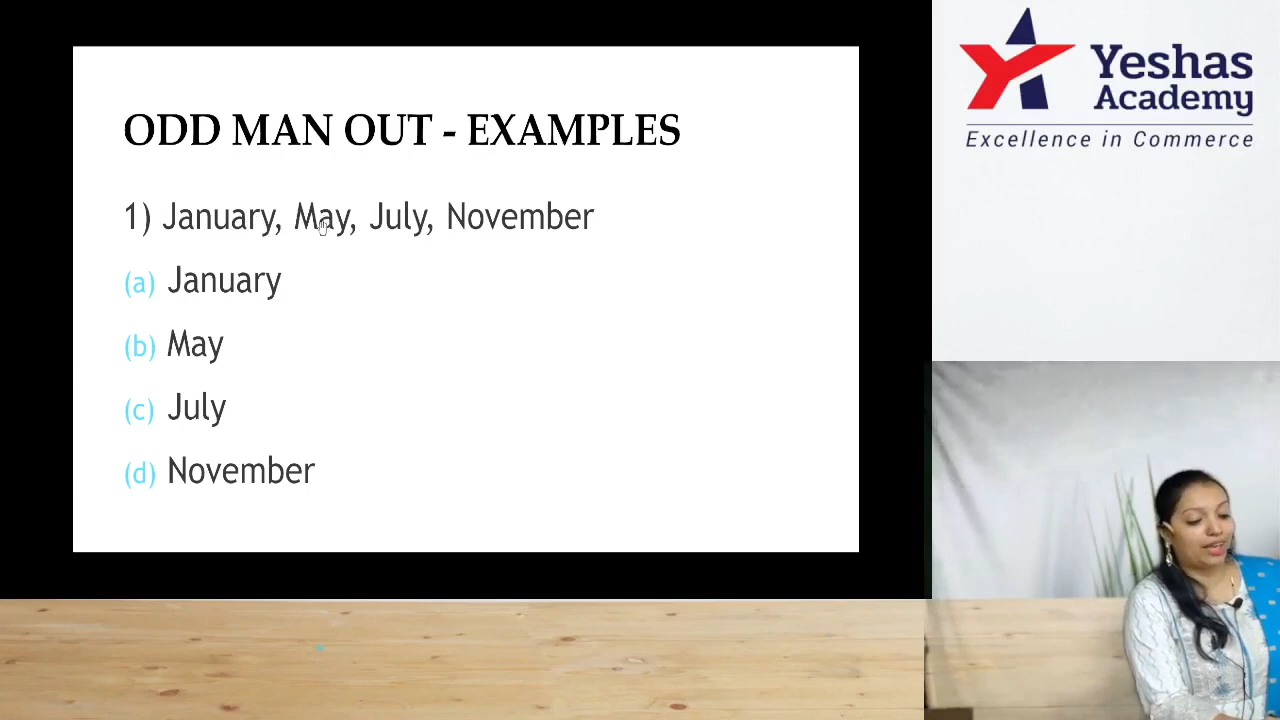 ODD MAN OUT - EXAMPLES
1) January, May, July, November
(a) January
(b) May
(c) July
(d) November
Yeshas
Academy
Excellence in Commerce